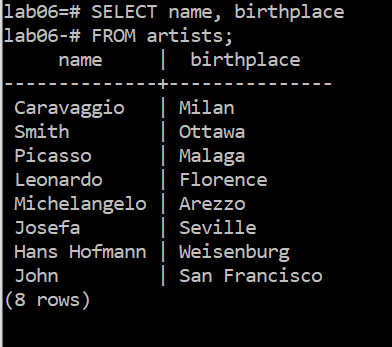 lab06=# SELECT name, birthplace
lab06-# FROM artists;
     name     |  birthplace
--------------+---------------
 Caravaggio   | Milan
 Smith        | Ottawa
 Picasso      | Malaga
 Leonardo     | Florence
 Michelangelo | Arezzo
 Josefa       | Seville
 Hans Hofmann | Weisenburg
 John         | San Francisco
(8 rows)